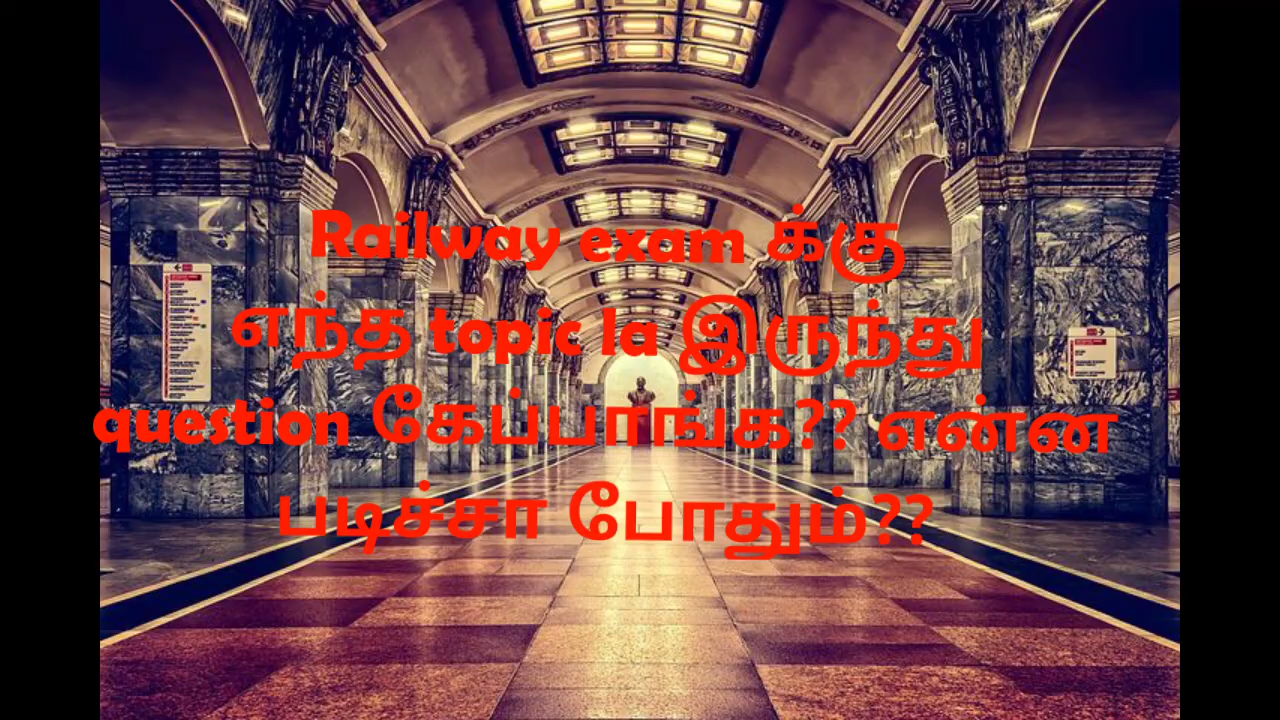 Railway exam க்கு
எந்த topic la இருந்து
question கேப்பாங்க?? என்ன
படிச்சா போதும்??